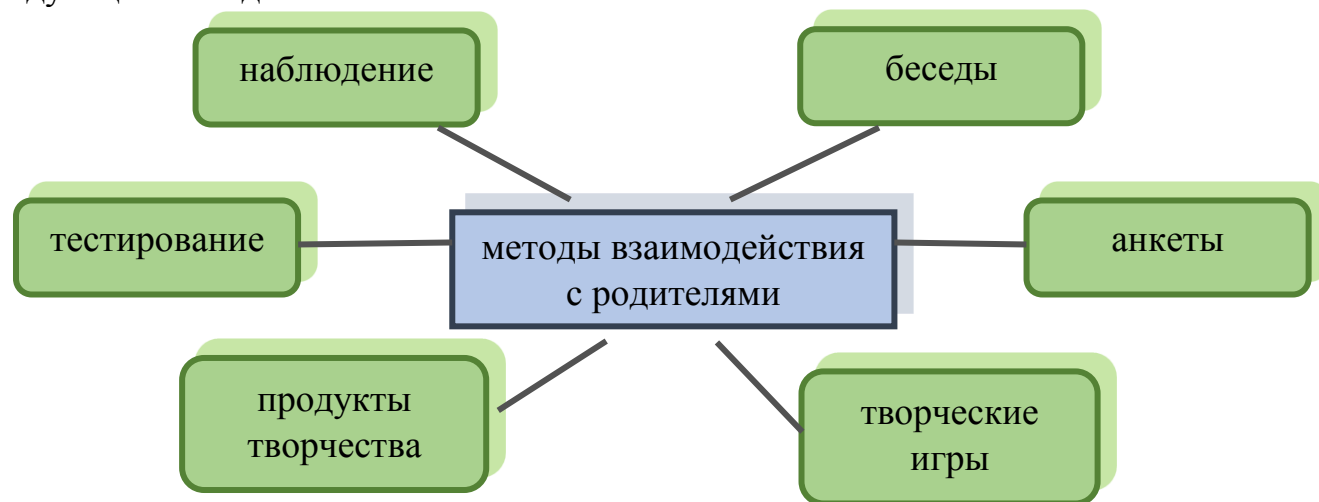 наблюдение
беседы
тестирование
методы взаимодействия
с родителями
анкеты
продукты
творчества
творческие
игры